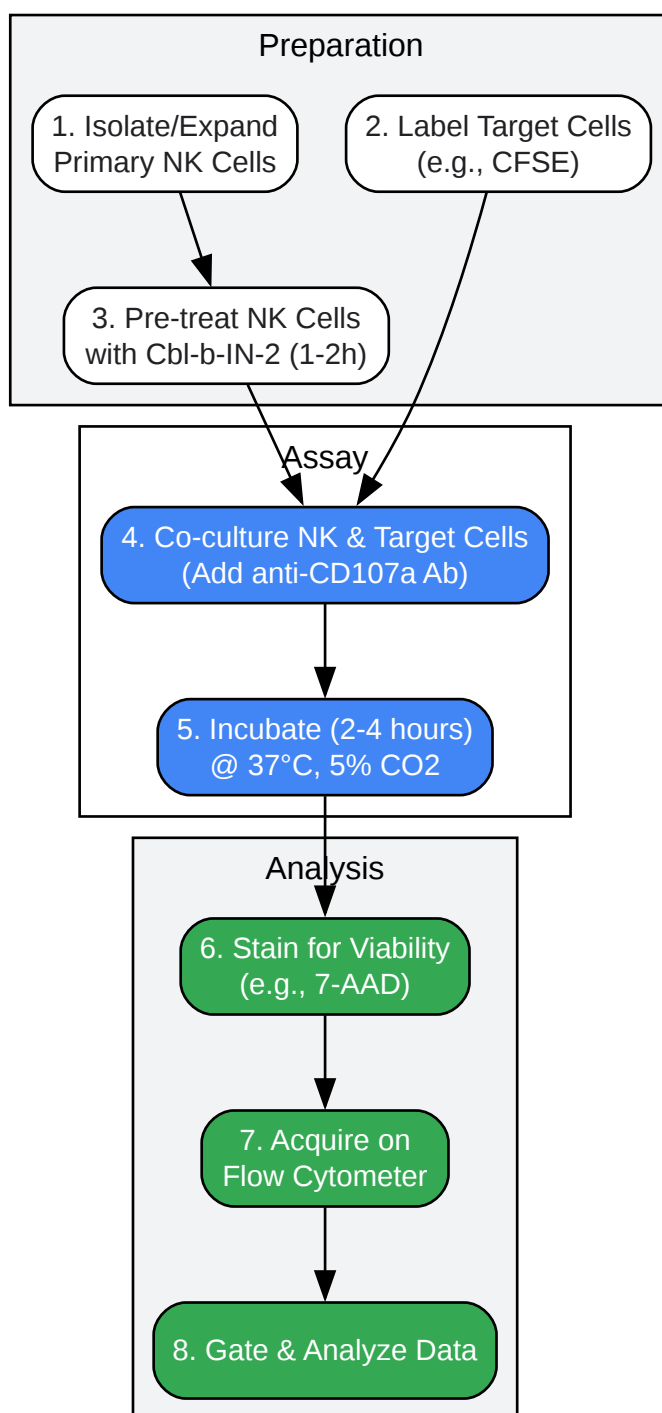 Preparation
1. Isolate/Expand
Primary NK Cells
2. Label Target Cells
(e.g., CFSE)
3. Pre-treat NK Cells
with Cbl-b-IN-2 (1-2h)
Assay
4. Co-culture NK & Target Cells
(Add anti-CD107a Ab)
5. Incubate (2-4 hours)
@ 37°C, 5% CO2
Analysis
6. Stain for Viability
(e.g., 7-AAD)
7. Acquire on
Flow Cytometer
8. Gate & Analyze Data